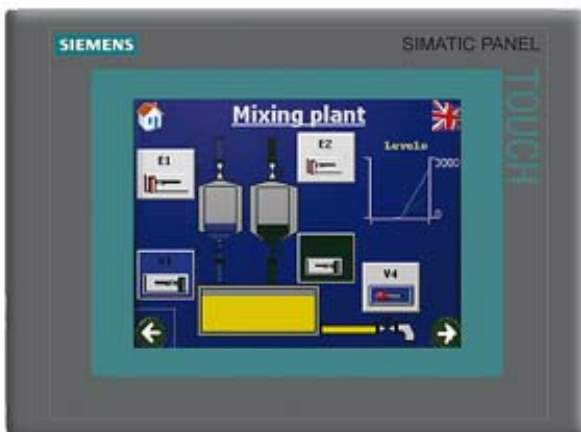 SIEMENS
SIMATIC PANEL
TOUCH
Mixing plant
E1
E2
Levels
3000
0
V4